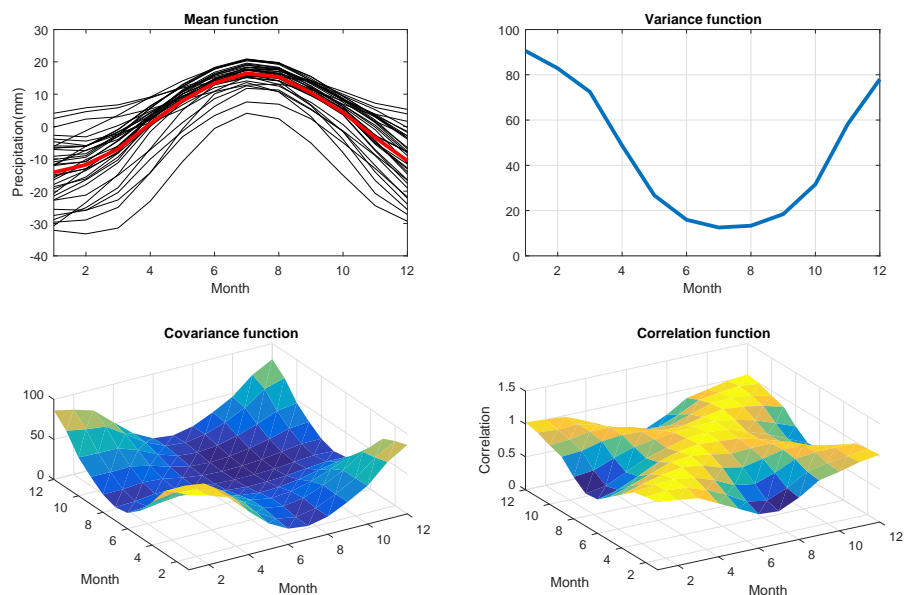 Mean function
Precipitation(mm)
30
20
10
0
-10
-20
-30
-40
2 4 6 8 10 12
Month
Variance function
100
80
60
40
20
0
2 4 6 8 10 12
Month
Covariance function
100
50
0
12
10
8
6
4
2
Month
2 4 6 8 10 12
Month
Correlation function
Correlation
1.5
1
0.5
0
12
10
8
6
4
2
Month
2 4 6 8 10 12
Month